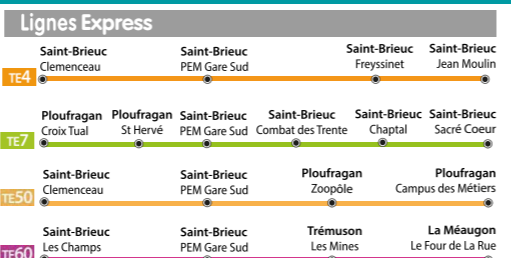 Lignes Express
Saint-Brieuc Saint-Brieuc Saint-Brieuc Saint-Brieuc
Clemenceau PEM Gare Sud Freyssinet Jean Moulin
TE4
Ploufragan Ploufragan Saint-Brieuc Saint-Brieuc Saint-Brieuc Saint-Brieuc
Croix Tual St Hervé PEM Gare Sud Combat des Trente Chaptal Sacré Coeur
TE7
Saint-Brieuc Saint-Brieuc Ploufragan Ploufragan
Clemenceau PEM Gare Sud Zoopôle Campus des Métiers
TE50
Saint-Brieuc Saint-Brieuc Trémuson La Méaugon
Les Champs PEM Gare Sud Les Mines Le Four de La Rue
TE60